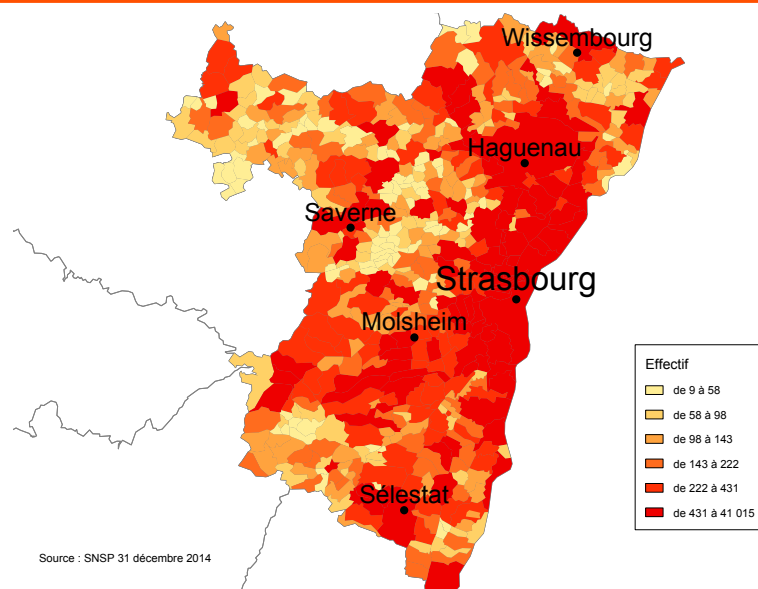 Wissembourg
Haguenau
Saverne
Strasbourg
Molsheim
Sélestat
Effectif
de 9 à 58
de 58 à 98
de 98 à 143
de 143 à 222
de 222 à 431
de 431 à 41 015
Source : SNSP 31 décembre 2014